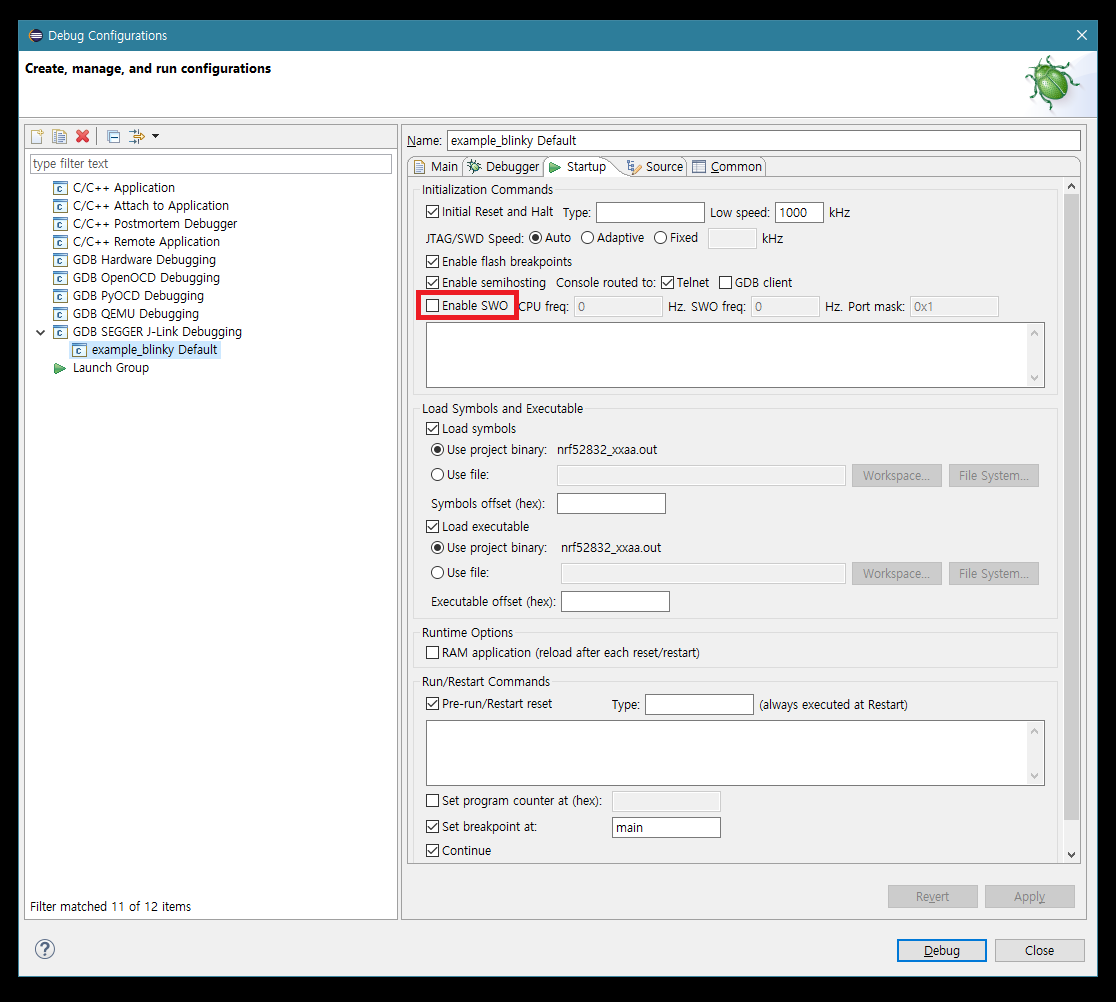 Debug Configurations
Create, manage, and run configurations
type filter text
C/C++ Application
C/C++ Attach to Application
C/C++ Postmortem Debugger
C/C++ Remote Application
GDB Hardware Debugging
GDB OpenOCD Debugging
GDB PyOCD Debugging
GDB QEMU Debugging
GDB SEGGER J-Link Debugging
example_blinky Default
Launch Group
Filter matched 11 of 12 items
Name: example_blinky Default
Main Debugger Startup Source Common
Initialization Commands
Initial Reset and Halt Type: Low speed: 1000 kHz
JTAG/SWD Speed: Auto Adaptive Fixed kHz
Enable flash breakpoints
Enable semihosting Console routed to: Telnet GDB client
Enable SWO CPU freq: 0 Hz. SWO freq: 0 Hz. Port mask: 0x1
Load Symbols and Executable
Load symbols
Use project binary: nrf52832_xxaa.out
Use file: Workspace... File System...
Symbols offset (hex):
Load executable
Use project binary: nrf52832_xxaa.out
Use file: Workspace... File System...
Executable offset (hex):
Runtime Options
RAM application (reload after each reset/restart)
Run/Restart Commands
Pre-run/Restart reset Type: (always executed at Restart)
Set program counter at (hex):
Set breakpoint at: main
Continue
Revert Apply
Debug Close